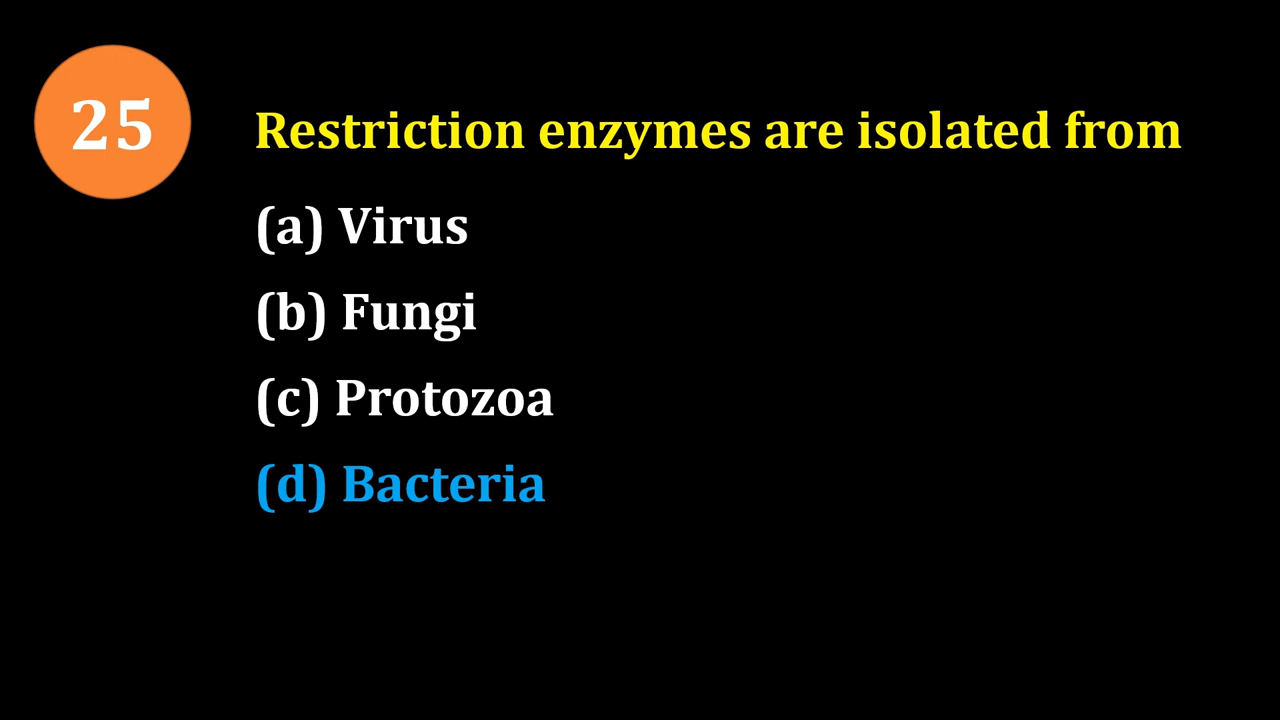 25
Restriction enzymes are isolated from
(a) Virus
(b) Fungi
(c) Protozoa
(d) Bacteria